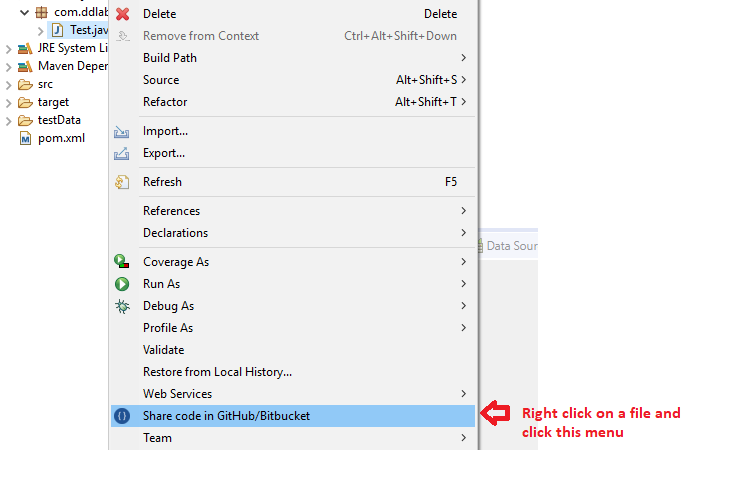 com.ddlab
Test.jav
JRE System Li
Maven Deper
src
target
testData
pom.xml
Delete Delete
Remove from Context Ctrl+Alt+Shift+Down
Build Path
Source Alt+Shift+S
Refactor Alt+Shift+T
Import...
Export...
Refresh F5
References
Declarations
Coverage As
Run As
Debug As
Profile As
Validate
Restore from Local History...
Web Services
Share code in GitHub/Bitbucket
Team
Data Sour
Right click on a file and
click this menu